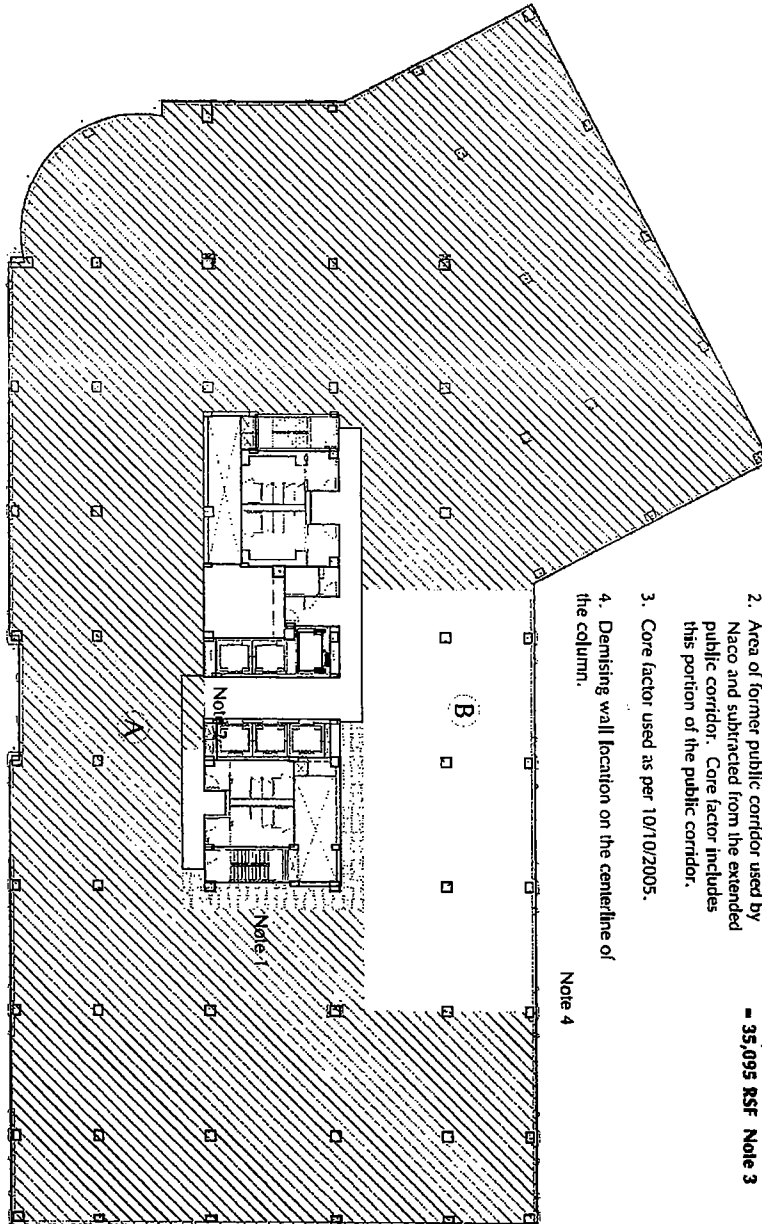 2. Area of former public corridor used by
Naco and subtracted from the extended
public corridor. Core factor includes
this portion of the public corridor.
= 35,095 RSF Note 3
3. Core factor used as per 10/10/2005.
4. Demising wall location on the centerline of
the column.
Note 4
B
Note 2
A
Note 1